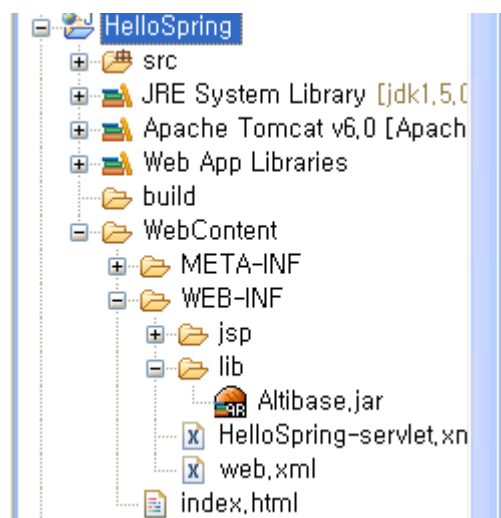 HelloSpring
src
JRE System Library [jdk1,5,0
Apache Tomcat v6,0 [Apach
Web App Libraries
build
WebContent
META-INF
WEB-INF
jsp
lib
Altibase,jar
HelloSpring-servlet,xm
web,xml
index,html